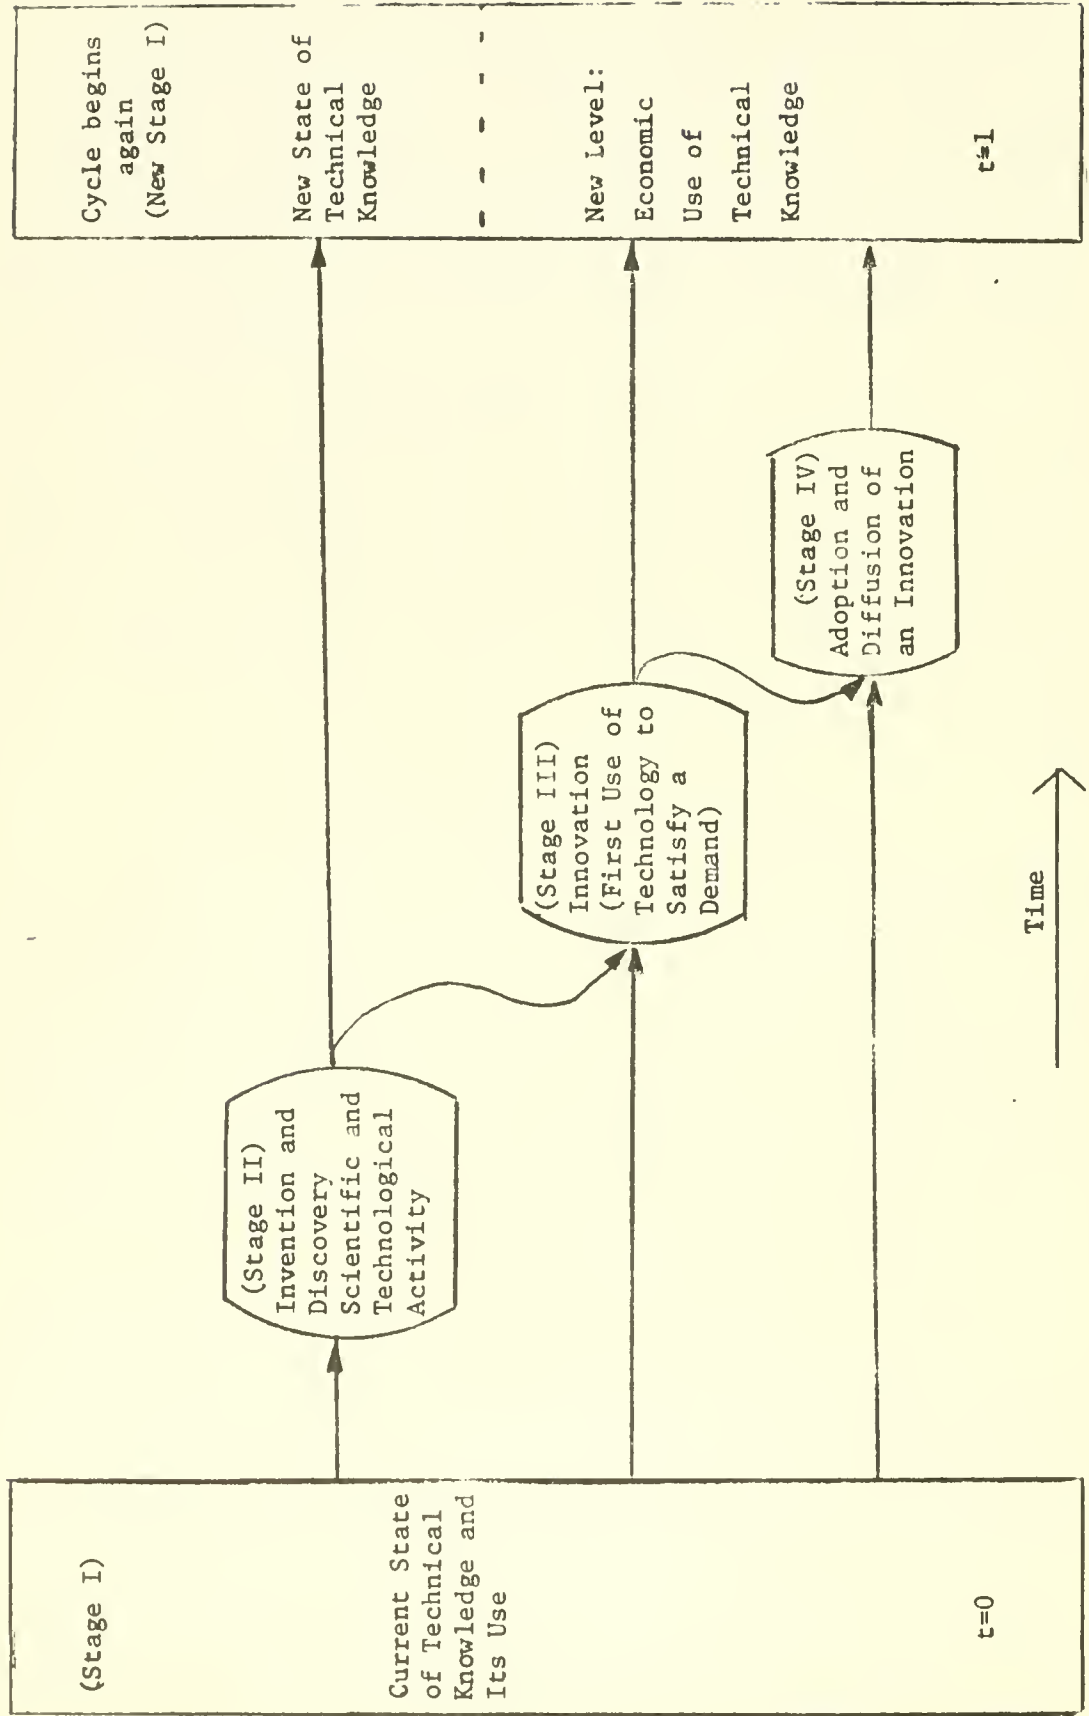 (Stage I)
Current State
of Technical
Knowledge and
Its Use
t=0
(Stage II)
Invention and
Discovery
Scientific and
Technological
Activity
(Stage III)
Innovation
(First Use of
Technology to
Satisfy a
Demand)
(Stage IV)
Adoption and
Diffusion of
an Innovation
Time
Cycle begins
again
(New Stage I)
New State of
Technical
Knowledge
New Level:
Economic
Use of
Technical
Knowledge
t=1